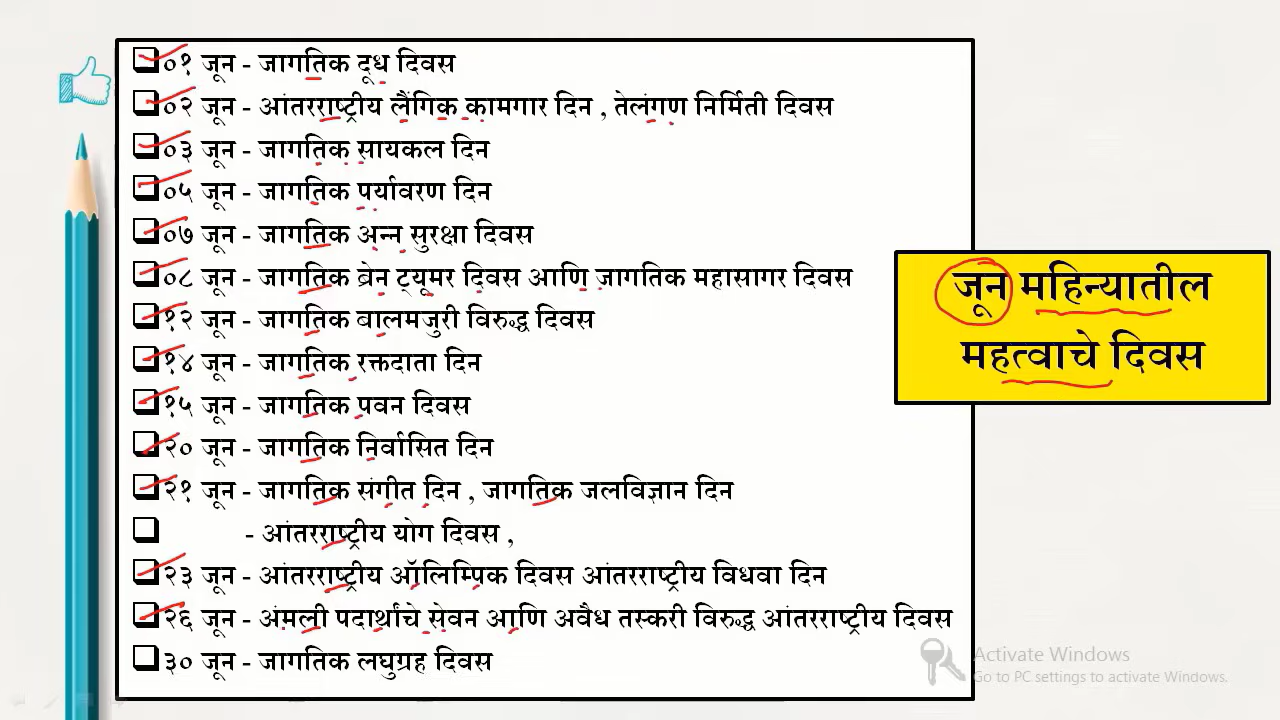 ०१ जून - जागतिक दूध दिवस
०२ जून - आंतरराष्ट्रीय लैंगिक कामगार दिन , तेलंगण निर्मिती दिवस
०३ जून - जागतिक सायकल दिन
०५ जून - जागतिक पर्यावरण दिन
०७ जून - जागतिक अन्न सुरक्षा दिवस
०८ जून - जागतिक ब्रेन ट्यूमर दिवस आणि जागतिक महासागर दिवस
१२ जून - जागतिक बालमजुरी विरुद्ध दिवस
१४ जून - जागतिक रक्तदाता दिन
१५ जून - जागतिक पवन दिवस
२० जून - जागतिक निर्वासित दिन
२१ जून - जागतिक संगीत दिन , जागतिक जलविज्ञान दिन
- आंतरराष्ट्रीय योग दिवस ,
२३ जून - आंतरराष्ट्रीय ऑलिम्पिक दिवस आंतरराष्ट्रीय विधवा दिन
२६ जून - अंमली पदार्थांचे सेवन आणि अवैध तस्करी विरुद्ध आंतरराष्ट्रीय दिवस
३० जून - जागतिक लघुग्रह दिवस
जून महिन्यातील
महत्वाचे दिवस
Activate Windows
Go to PC settings to activate Windows.